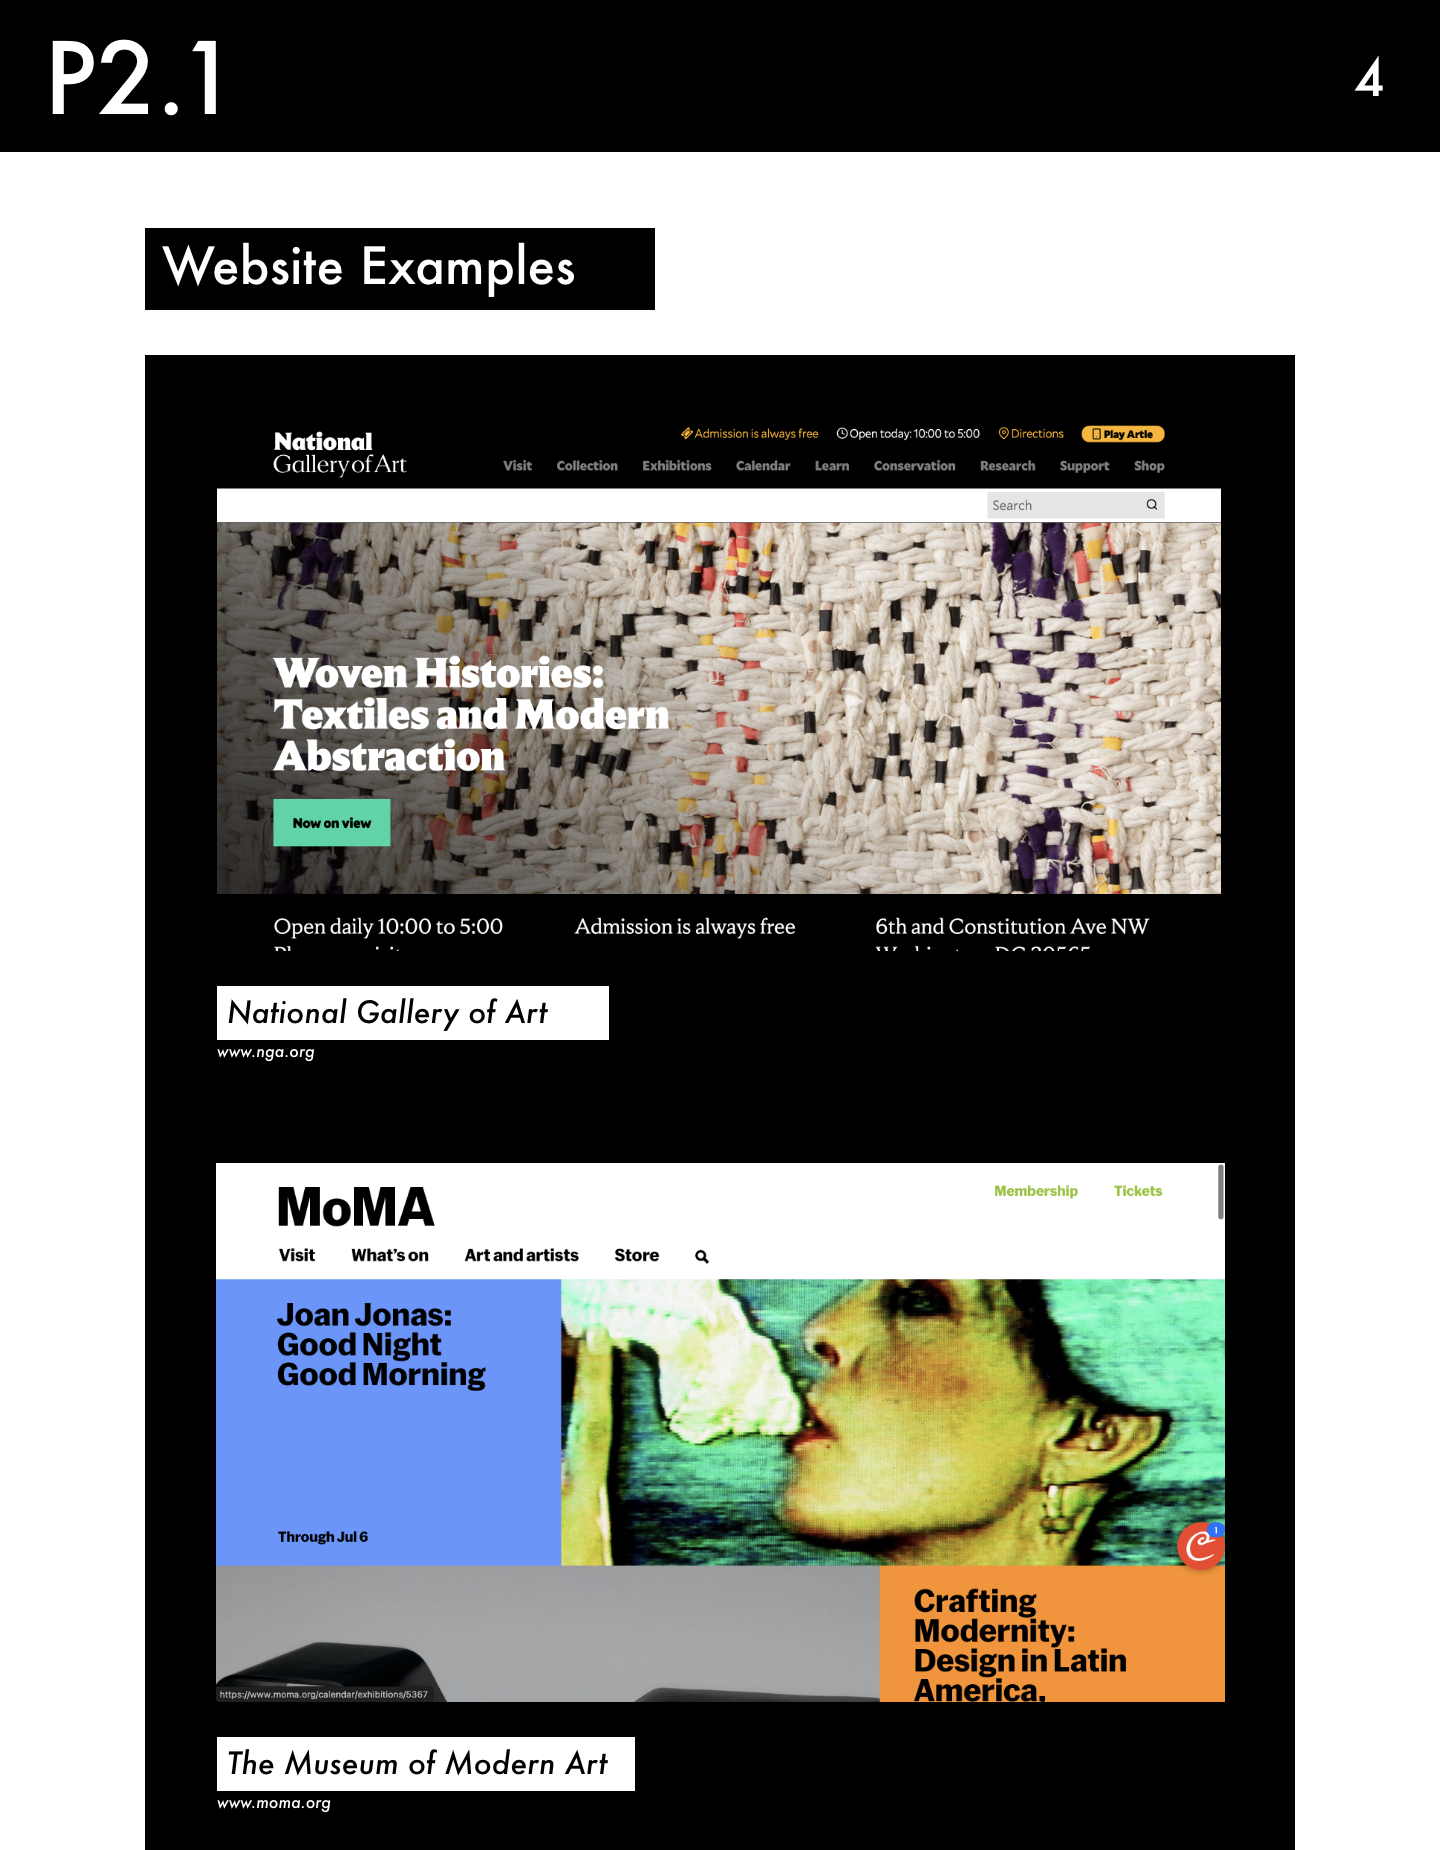 P2.1
4
Website Examples
National
Gallery of Art
Admission is always free Open today: 10:00 to 5:00 Directions Play Artle
Visit Collection Exhibitions Calendar Learn Conservation Research Support Shop
Search
Woven Histories:
Textiles and Modern
Abstraction
Now on view
Open daily 10:00 to 5:00 Admission is always free 6th and Constitution Ave NW
National Gallery of Art
www.nga.org
MoMA
Membership Tickets
Visit What's on Art and artists Store
Joan Jonas:
Good Night
Good Morning
Through Jul 6
1
Crafting
Modernity:
Design in Latin
America,
https://www.moma.org/calendar/exhibitions/5367
The Museum of Modern Art
www.moma.org